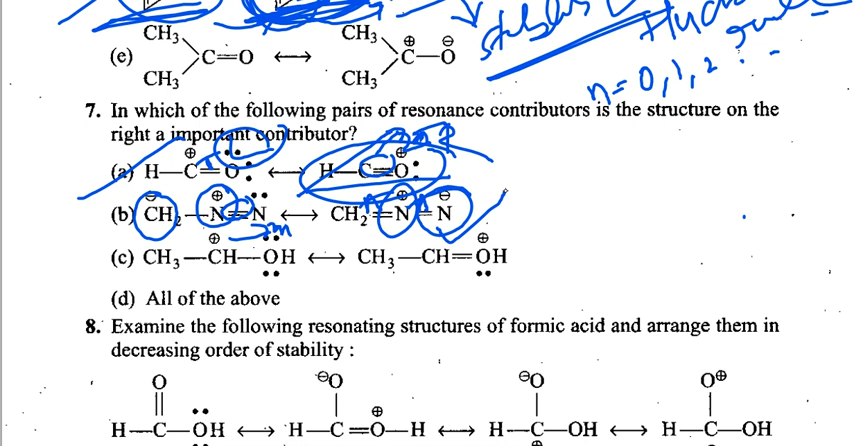 stables
n = 0, 1, 2
CH₃ CH₃ ⊕ ⊖
(e) C=O ⟷ C—O
CH₃ CH₃
7. In which of the following pairs of resonance contributors is the structure on the
right a important contributor?
⊕ ⊕
(a) H—C=O: ⟷ H—C≡O:
⊖ ⊕ ⊕ ⊖
(b) CH₂—N≡N ⟷ CH₂=N=N
⊕ ⊕
(c) CH₃—CH—OH ⟷ CH₃—CH=OH
(d) All of the above
8. Examine the following resonating structures of formic acid and arrange them in
decreasing order of stability :
O ⊖O ⊖O O⊕
|| | | |
⊕
H—C—OH ⟷ H—C=O—H ⟷ H—C—OH ⟷ H—C—OH
⊕